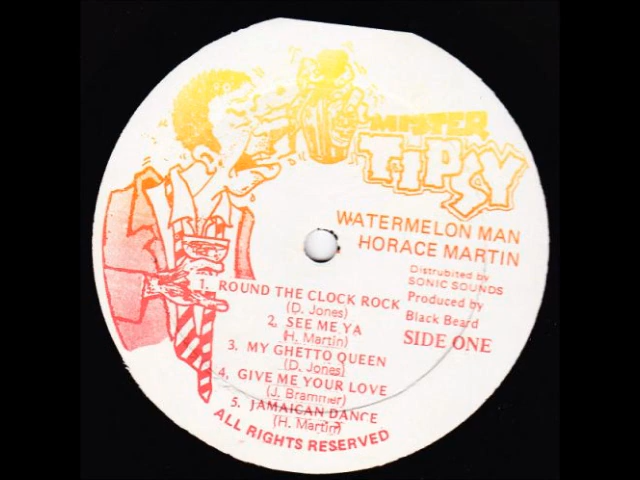 MISTER
TIPSY
WATERMELON MAN
HORACE MARTIN
Distrubited by
SONIC SOUNDS
Produced by
Black Beard
SIDE ONE
1. ROUND THE CLOCK ROCK
(D. Jones)
2. SEE ME YA
(H. Martin)
3. MY GHETTO QUEEN
(D. Jones)
4, GIVE ME YOUR LOVE
(J. Brammer)
5. JAMAICAN DANCE
(H. Martin)
ALL RIGHTS RESERVED